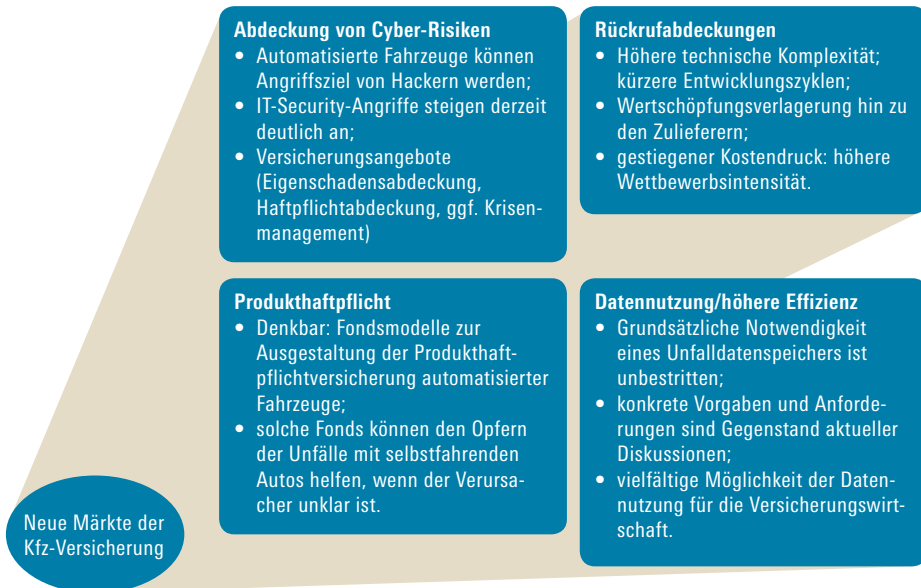 Abdeckung von Cyber-Risiken
• Automatisierte Fahrzeuge können
Angriffsziel von Hackern werden;
• IT-Security-Angriffe steigen derzeit
deutlich an;
• Versicherungsangebote
(Eigenschadensabdeckung,
Haftpflichtabdeckung, ggf. Krisen-
management)
Rückrufabdeckungen
• Höhere technische Komplexität;
kürzere Entwicklungszyklen;
• Wertschöpfungsverlagerung hin zu
den Zulieferern;
• gestiegener Kostendruck: höhere
Wettbewerbsintensität.
Produkthaftpflicht
• Denkbar: Fondsmodelle zur
Ausgestaltung der Produkthaft-
pflichtversicherung automatisierter
Fahrzeuge;
• solche Fonds können den Opfern
der Unfälle mit selbstfahrenden
Autos helfen, wenn der Verursa-
cher unklar ist.
Datennutzung/höhere Effizienz
• Grundsätzliche Notwendigkeit
eines Unfalldatenspeichers ist
unbestritten;
• konkrete Vorgaben und Anforde-
rungen sind Gegenstand aktueller
Diskussionen;
• vielfältige Möglichkeit der Daten-
nutzung für die Versicherungswirt-
schaft.
Neue Märkte der
Kfz-Versicherung